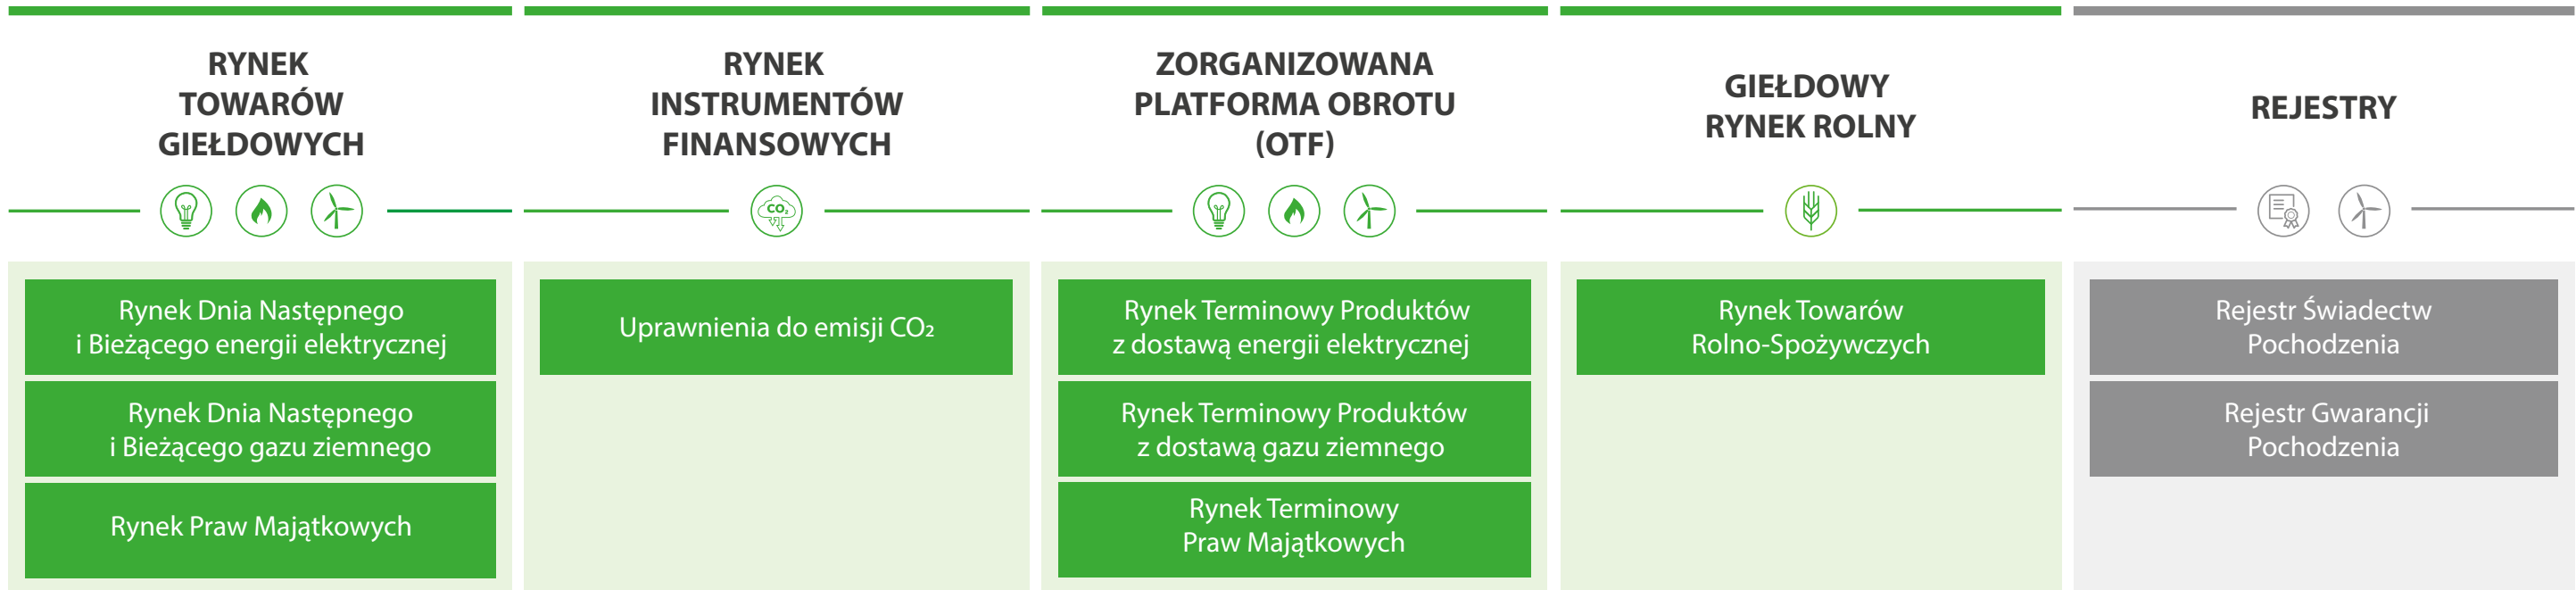 RYNEK
TOWARÓW
GIEŁDOWYCH
Rynek Dnia Następnego
i Bieżącego energii elektrycznej
Rynek Dnia Następnego
i Bieżącego gazu ziemnego
Rynek Praw Majątkowych
RYNEK
INSTRUMENTÓW
FINANSOWYCH
CO₂
Uprawnienia do emisji CO₂
ZORGANIZOWANA
PLATFORMA OBROTU
(OTF)
Rynek Terminowy Produktów
z dostawą energii elektrycznej
Rynek Terminowy Produktów
z dostawą gazu ziemnego
Rynek Terminowy
Praw Majątkowych
GIEŁDOWY
RYNEK ROLNY
Rynek Towarów
Rolno-Spożywczych
REJESTRY
Rejestr Świadectw
Pochodzenia
Rejestr Gwarancji
Pochodzenia